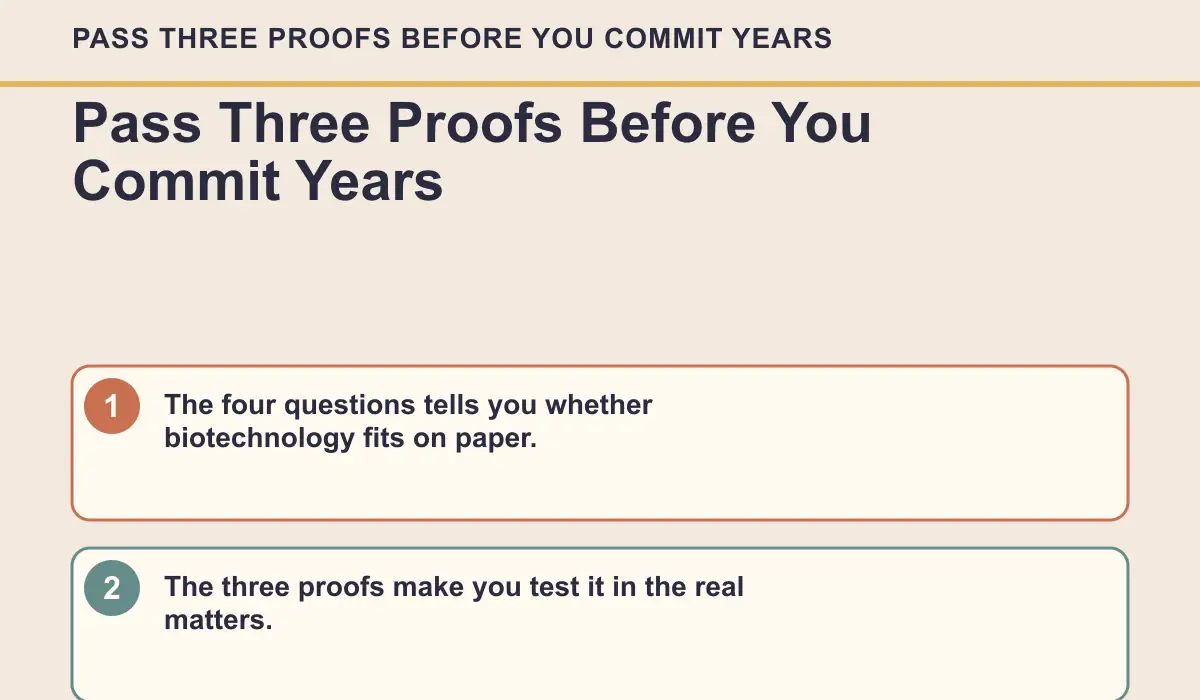 PASS THREE PROOFS BEFORE YOU COMMIT YEARS
Pass Three Proofs Before You
Commit Years
1
The four questions tells you whether
biotechnology fits on paper.
2
The three proofs make you test it in the real
matters.